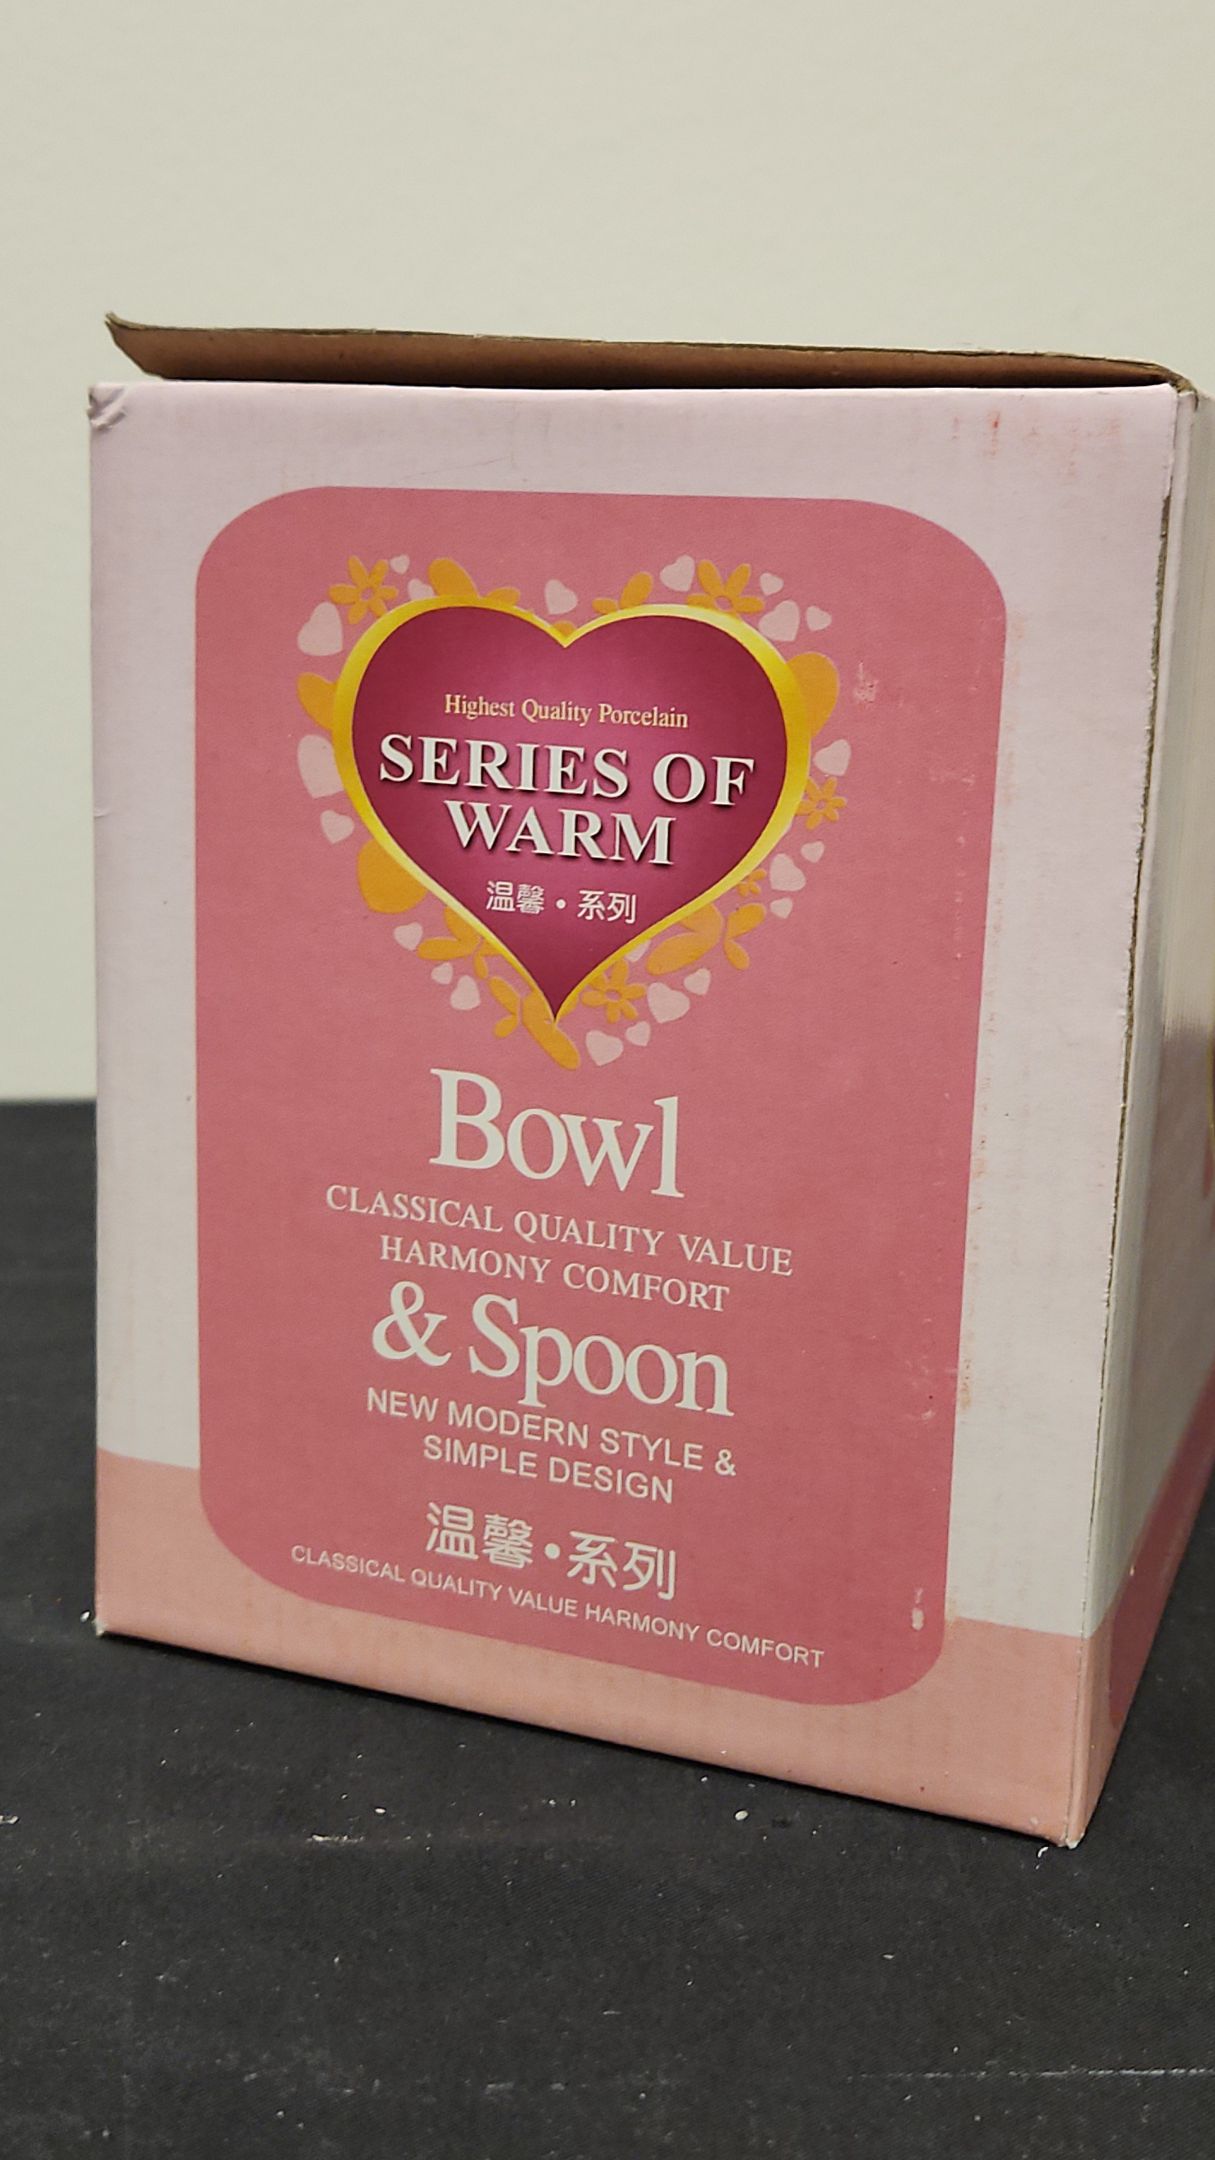 Highest Quality Porcelain
SERIES OF
WARM
温馨·系列
Bowl
CLASSICAL QUALITY VALUE
HARMONY COMFORT
& Spoon
NEW MODERN STYLE &
SIMPLE DESIGN
温馨·系列
CLASSICAL QUALITY VALUE HARMONY COMFORT